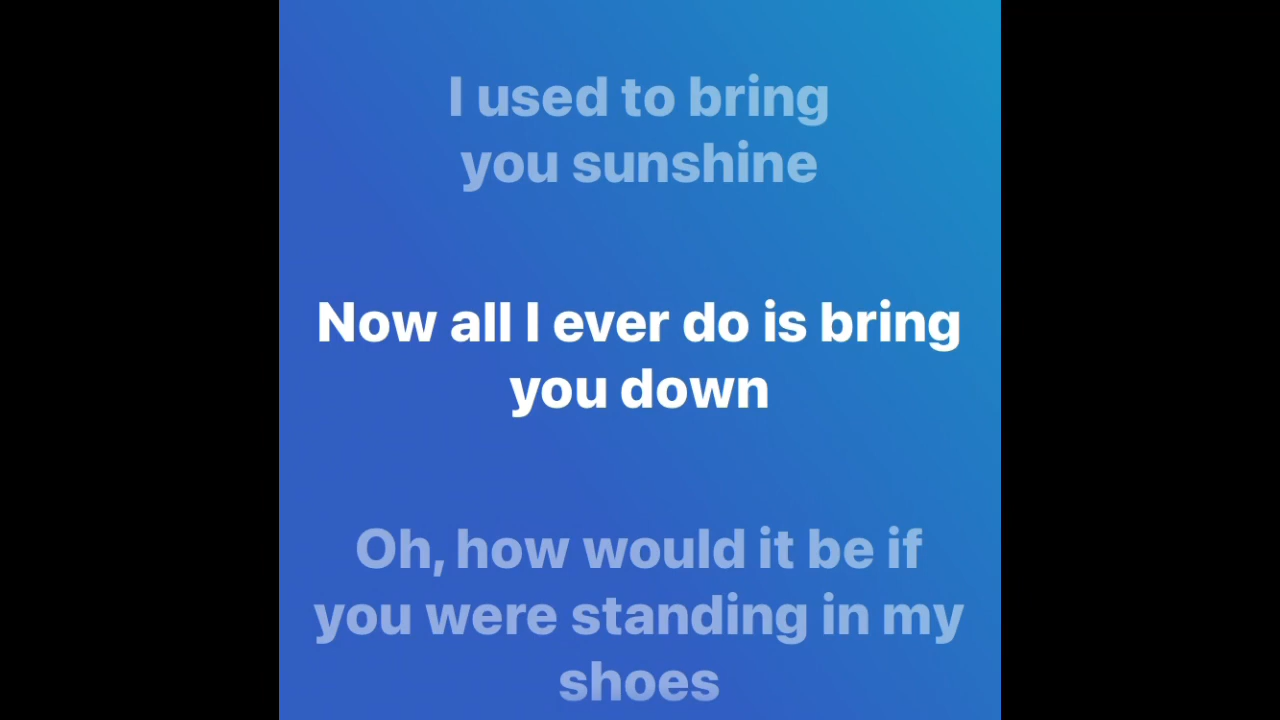 I used to bring
you sunshine
Now all I ever do is bring
you down
Oh, how would it be if
you were standing in my
shoes